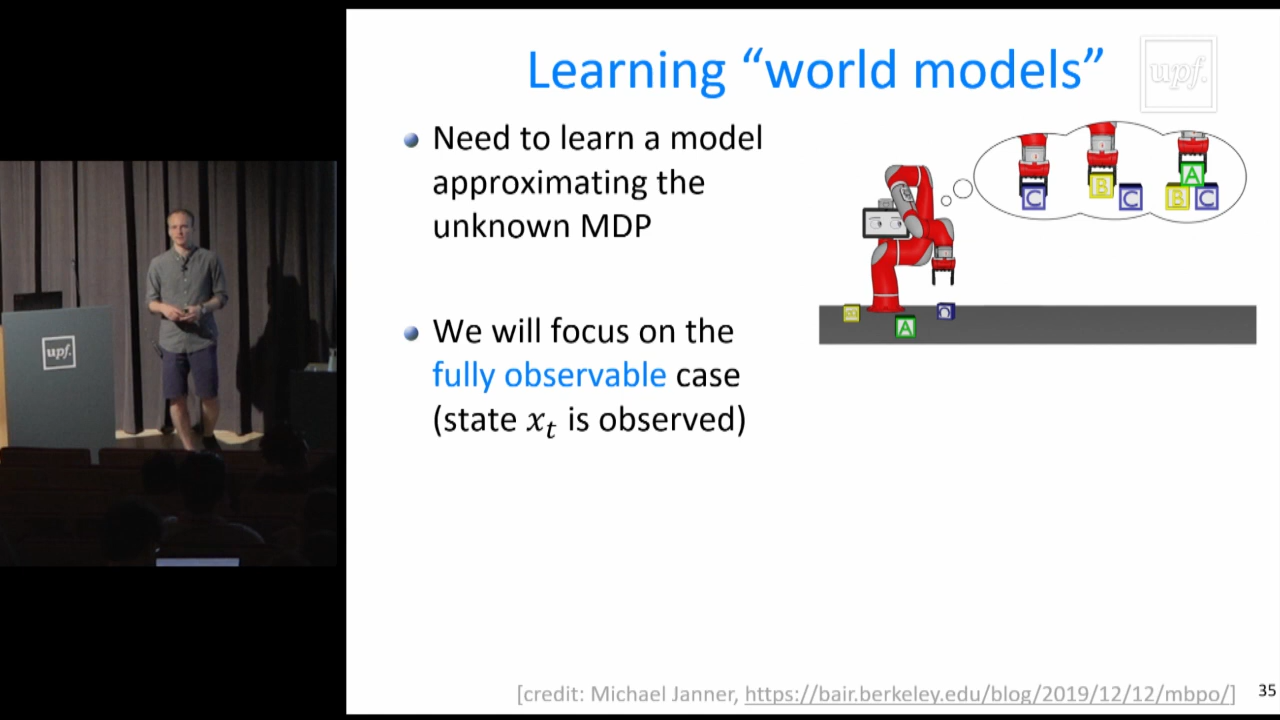 Learning “world models”
upf.
Need to learn a model
approximating the
unknown MDP
We will focus on the
fully observable case
(state xₜ is observed)
C
B
C
A
B
C
A
upf.
[credit: Michael Janner, https://bair.berkeley.edu/blog/2019/12/12/mbpo/]
35